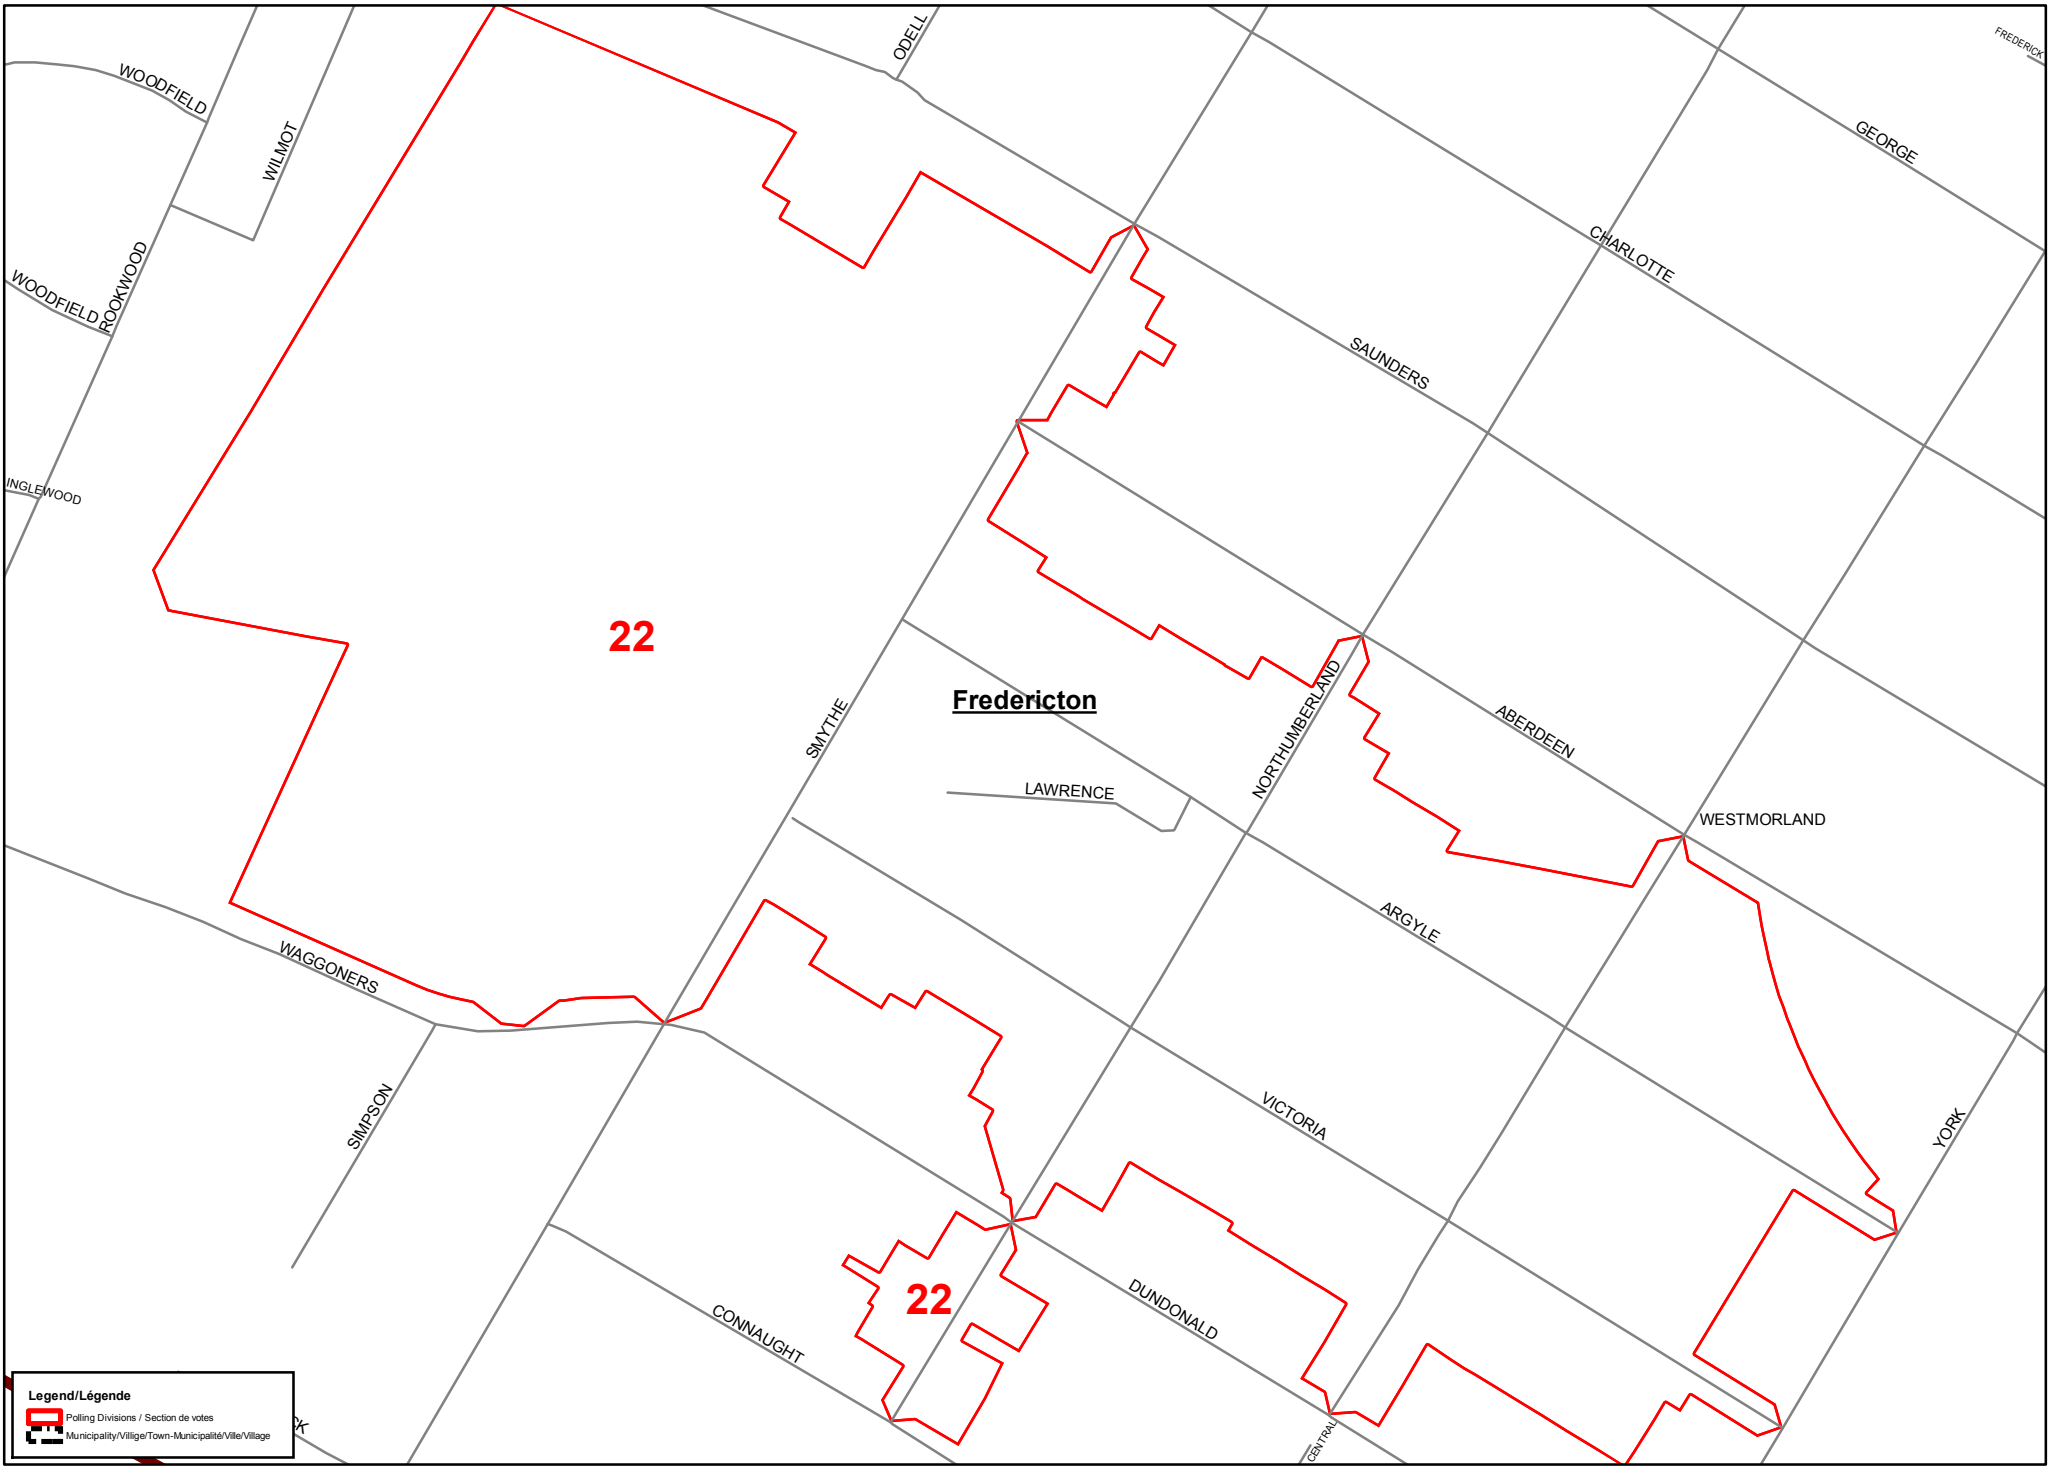 ODELL
FREDERICK
WOODFIELD
WILMOT
GEORGE
CHARLOTTE
ROOKWOOD
WOODFIELD
SAUNDERS
INGLEWOOD
22
Fredericton
NORTHUMBERLAND
SMYTHE
ABERDEEN
LAWRENCE
WESTMORLAND
ARGYLE
WAGGONERS
SIMPSON
VICTORIA
YORK
22
DUNDONALD
CONNAUGHT
CENTRAL
Legend/Légende
Polling Divisions / Section de votes
Municipality/Villige/Town-Municipalité/Ville/Village